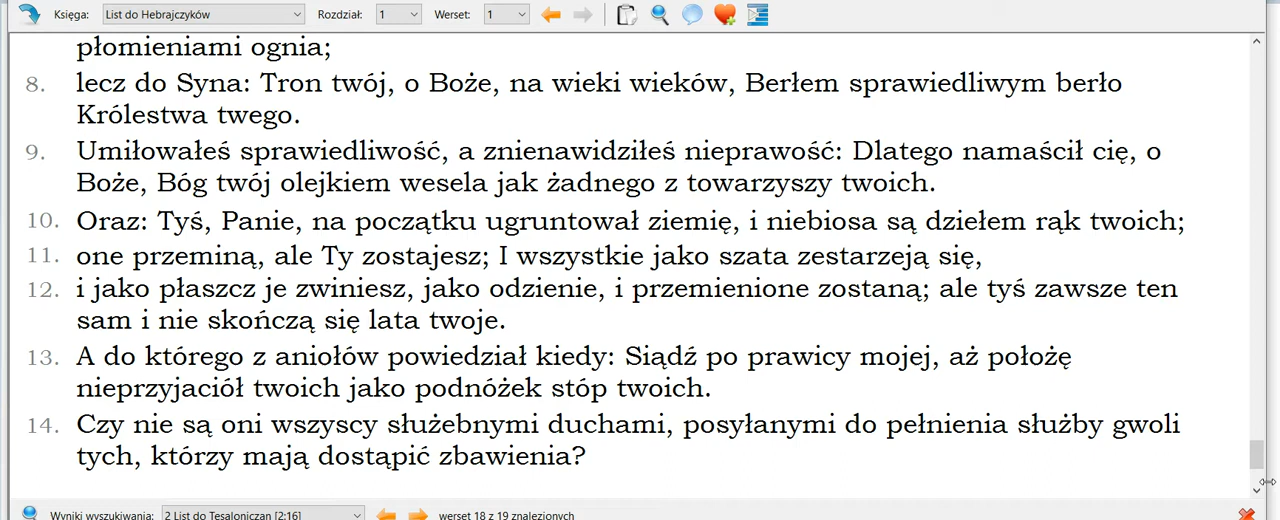 Księga: List do Hebrajczyków Rozdział: 1 Werset: 1
płomieniami ognia;
8. lecz do Syna: Tron twój, o Boże, na wieki wieków, Berłem sprawiedliwym berło
Królestwa twego.
9. Umiłowałeś sprawiedliwość, a znienawidziłeś nieprawość: Dlatego namaścił cię, o
Boże, Bóg twój olejkiem wesela jak żadnego z towarzyszy twoich.
10. Oraz: Tyś, Panie, na początku ugruntował ziemię, i niebiosa są dziełem rąk twoich;
11. one przeminą, ale Ty zostajesz; I wszystkie jako szata zestarzeją się,
12. i jako płaszcz je zwiniesz, jako odzienie, i przemienione zostaną; ale tyś zawsze ten
sam i nie skończą się lata twoje.
13. A do którego z aniołów powiedział kiedy: Siądź po prawicy mojej, aż położę
nieprzyjaciół twoich jako podnóżek stóp twoich.
14. Czy nie są oni wszyscy służebnymi duchami, posyłanymi do pełnienia służby gwoli
tych, którzy mają dostąpić zbawienia?
Wyniki wyszukiwania: 2 List do Tesaloniczan [2:16] werset 18 z 19 znalezionych